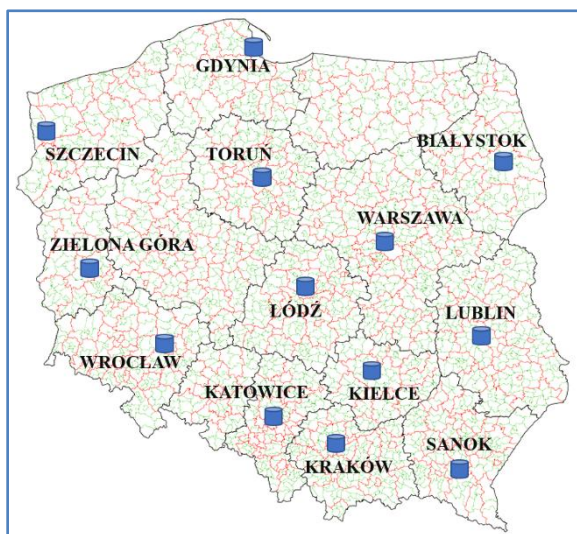 GDYNIA
SZCZECIN
TORUŃ
BIAŁYSTOK
WARSZAWA
ZIELONA GÓRA
ŁÓDŹ
LUBLIN
WROCŁAW
KATOWICE
KIELCE
SANOK
KRAKÓW